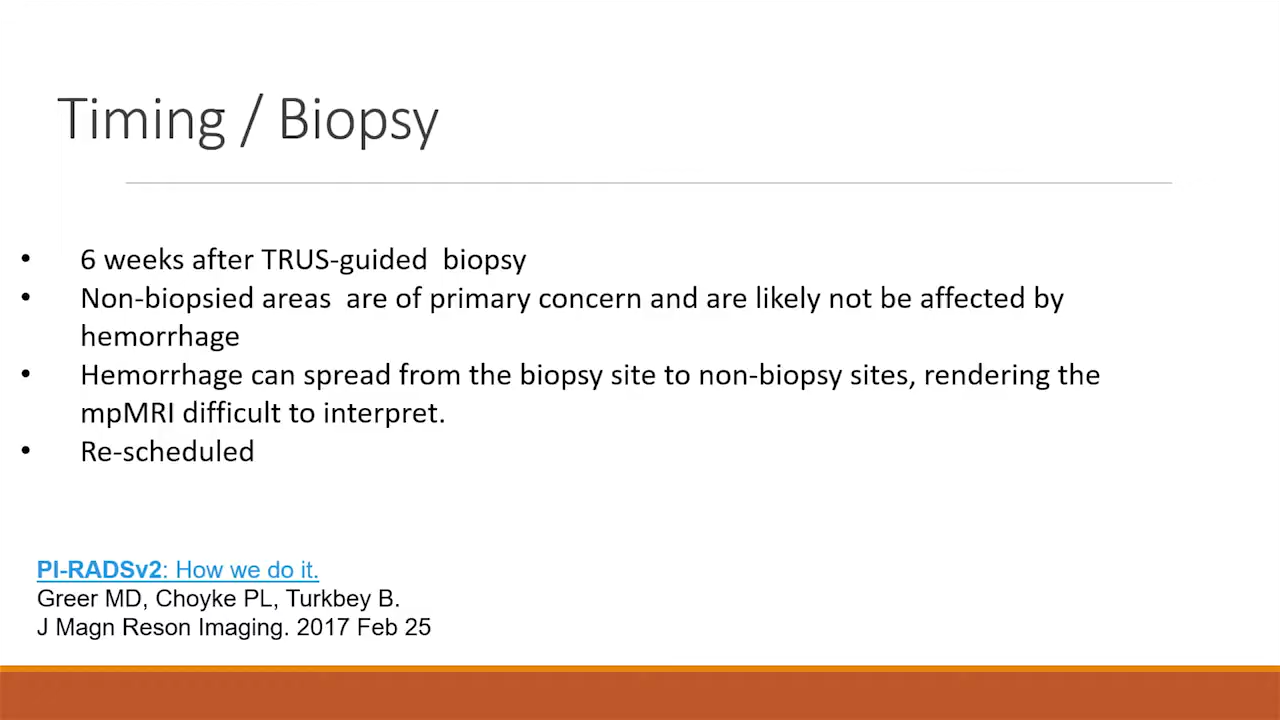 Timing / Biopsy
• 6 weeks after TRUS-guided  biopsy
• Non-biopsied areas  are of primary concern and are likely not be affected by
hemorrhage
• Hemorrhage can spread from the biopsy site to non-biopsy sites, rendering the
mpMRI difficult to interpret.
• Re-scheduled
PI-RADSv2: How we do it.
Greer MD, Choyke PL, Turkbey B.
J Magn Reson Imaging. 2017 Feb 25